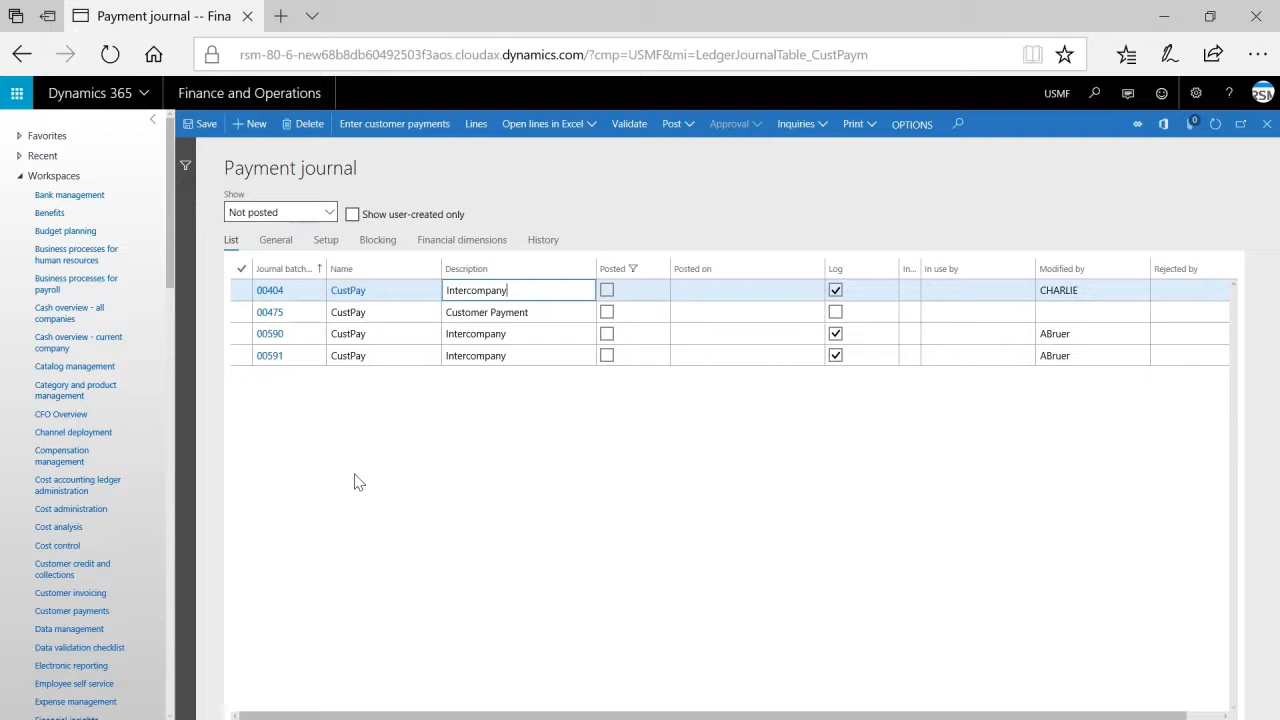 Payment journal -- Fina
rsm-80-6-new68b8db60492503f3aos.cloudax.dynamics.com/?cmp=USMF&mi=LedgerJournalTable_CustPaym
Dynamics 365
Finance and Operations
USMF
RSM
Save
New
Delete
Enter customer payments
Lines
Open lines in Excel
Validate
Post
Approval
Inquiries
Print
OPTIONS
0
Favorites
Recent
Workspaces
Bank management
Benefits
Budget planning
Business processes for
human resources
Business processes for
payroll
Cash overview - all
companies
Cash overview - current
company
Catalog management
Category and product
management
CFO Overview
Channel deployment
Compensation
management
Cost accounting ledger
administration
Cost administration
Cost analysis
Cost control
Customer credit and
collections
Customer invoicing
Customer payments
Data management
Data validation checklist
Electronic reporting
Employee self service
Expense management
Financial insights
Payment journal
Show
Not posted
Show user-created only
List General Setup Blocking Financial dimensions History
Journal batch... Name Description Posted Posted on Log In... In use by Modified by Rejected by
00404 CustPay Intercompany CHARLIE
00475 CustPay Customer Payment
00590 CustPay Intercompany ABruer
00591 CustPay Intercompany ABruer